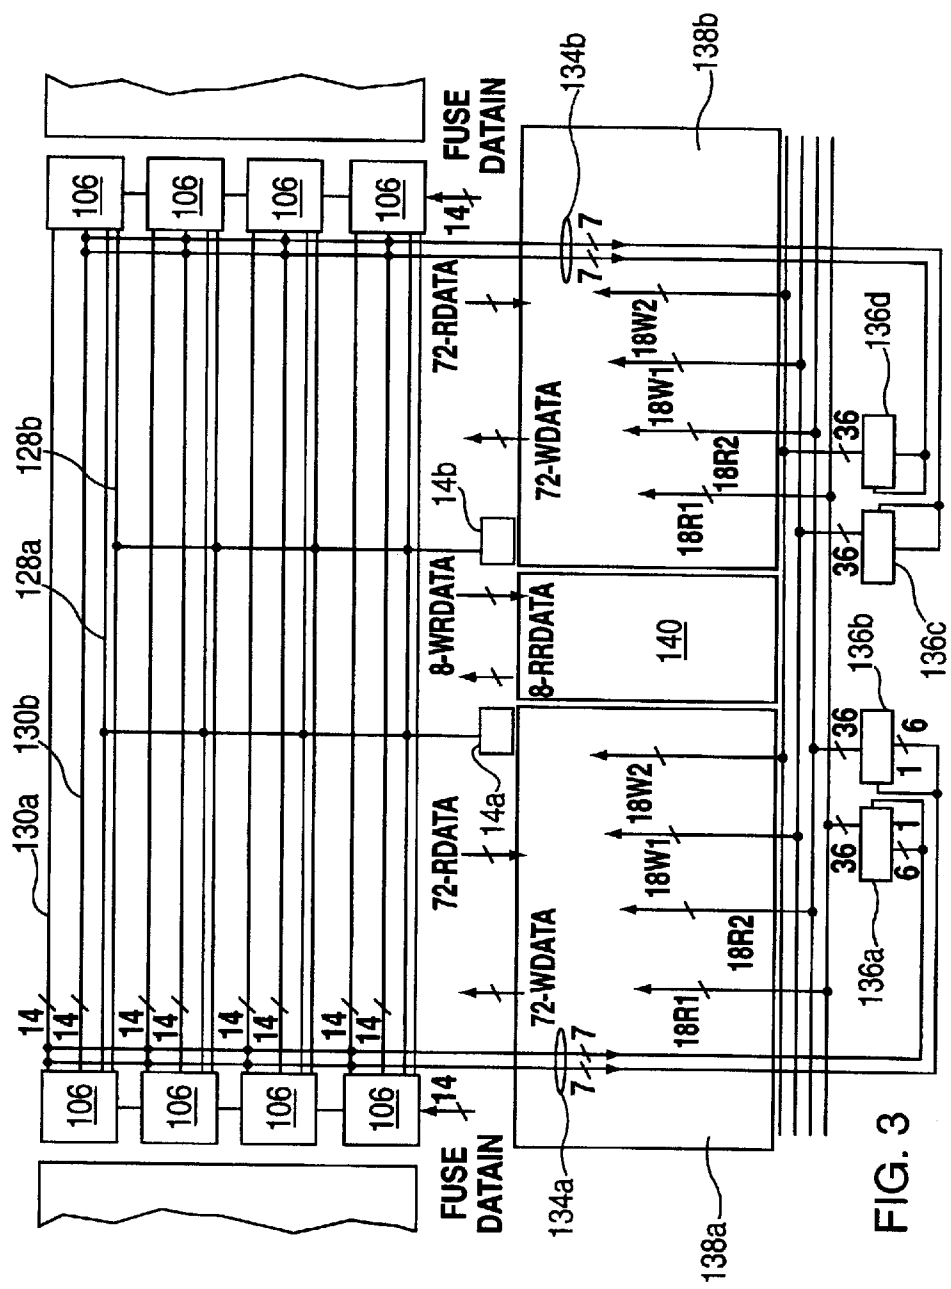 130a
130b
128a
128b
106
14
14
106
106
14
14
106
106
14
14
106
106
14
14
106
FUSE
DATAIN
14
72-RDATA
14a
8-WRDATA
14b
72-RDATA
14
FUSE
DATAIN
134a
7
7
72-WDATA
18R1
18R2
18W1
18W2
8-RRDATA
140
72-WDATA
18R1
18R2
18W1
18W2
7
7
134b
138a
138b
36
6
1
136a
36
1
6
136b
36
136c
36
136d
FIG. 3